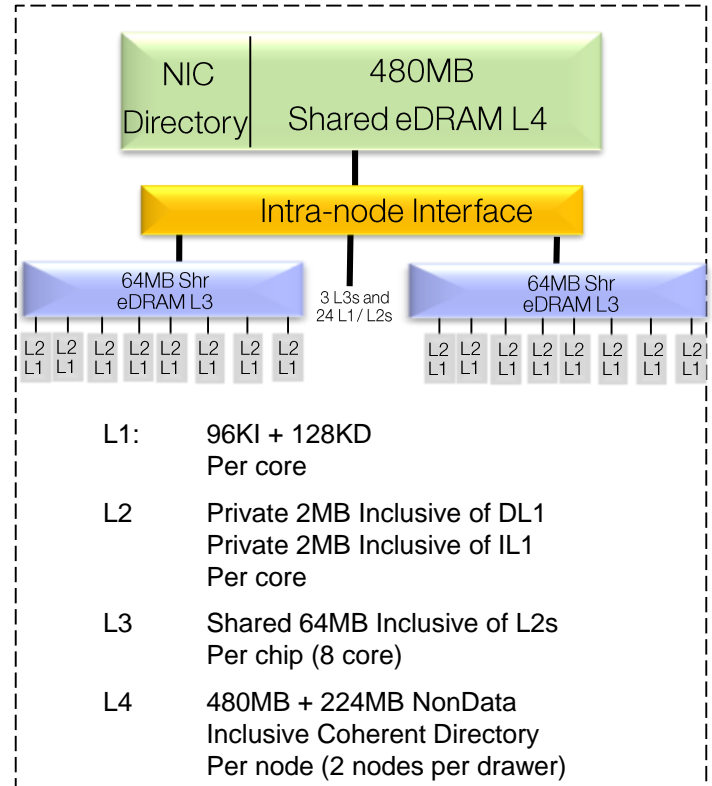 NIC
Directory
480MB
Shared eDRAM L4
Intra-node Interface
64MB Shr
eDRAM L3
3 L3s and
24 L1 / L2s
64MB Shr
eDRAM L3
L2 L2 L2 L2 L2 L2 L2 L2
L1 L1 L1 L1 L1 L1 L1 L1
L2 L2 L2 L2 L2 L2 L2 L2
L1 L1 L1 L1 L1 L1 L1 L1
L1: 96KI + 128KD
Per core
L2 Private 2MB Inclusive of DL1
Private 2MB Inclusive of IL1
Per core
L3 Shared 64MB Inclusive of L2s
Per chip (8 core)
L4 480MB + 224MB NonData
Inclusive Coherent Directory
Per node (2 nodes per drawer)